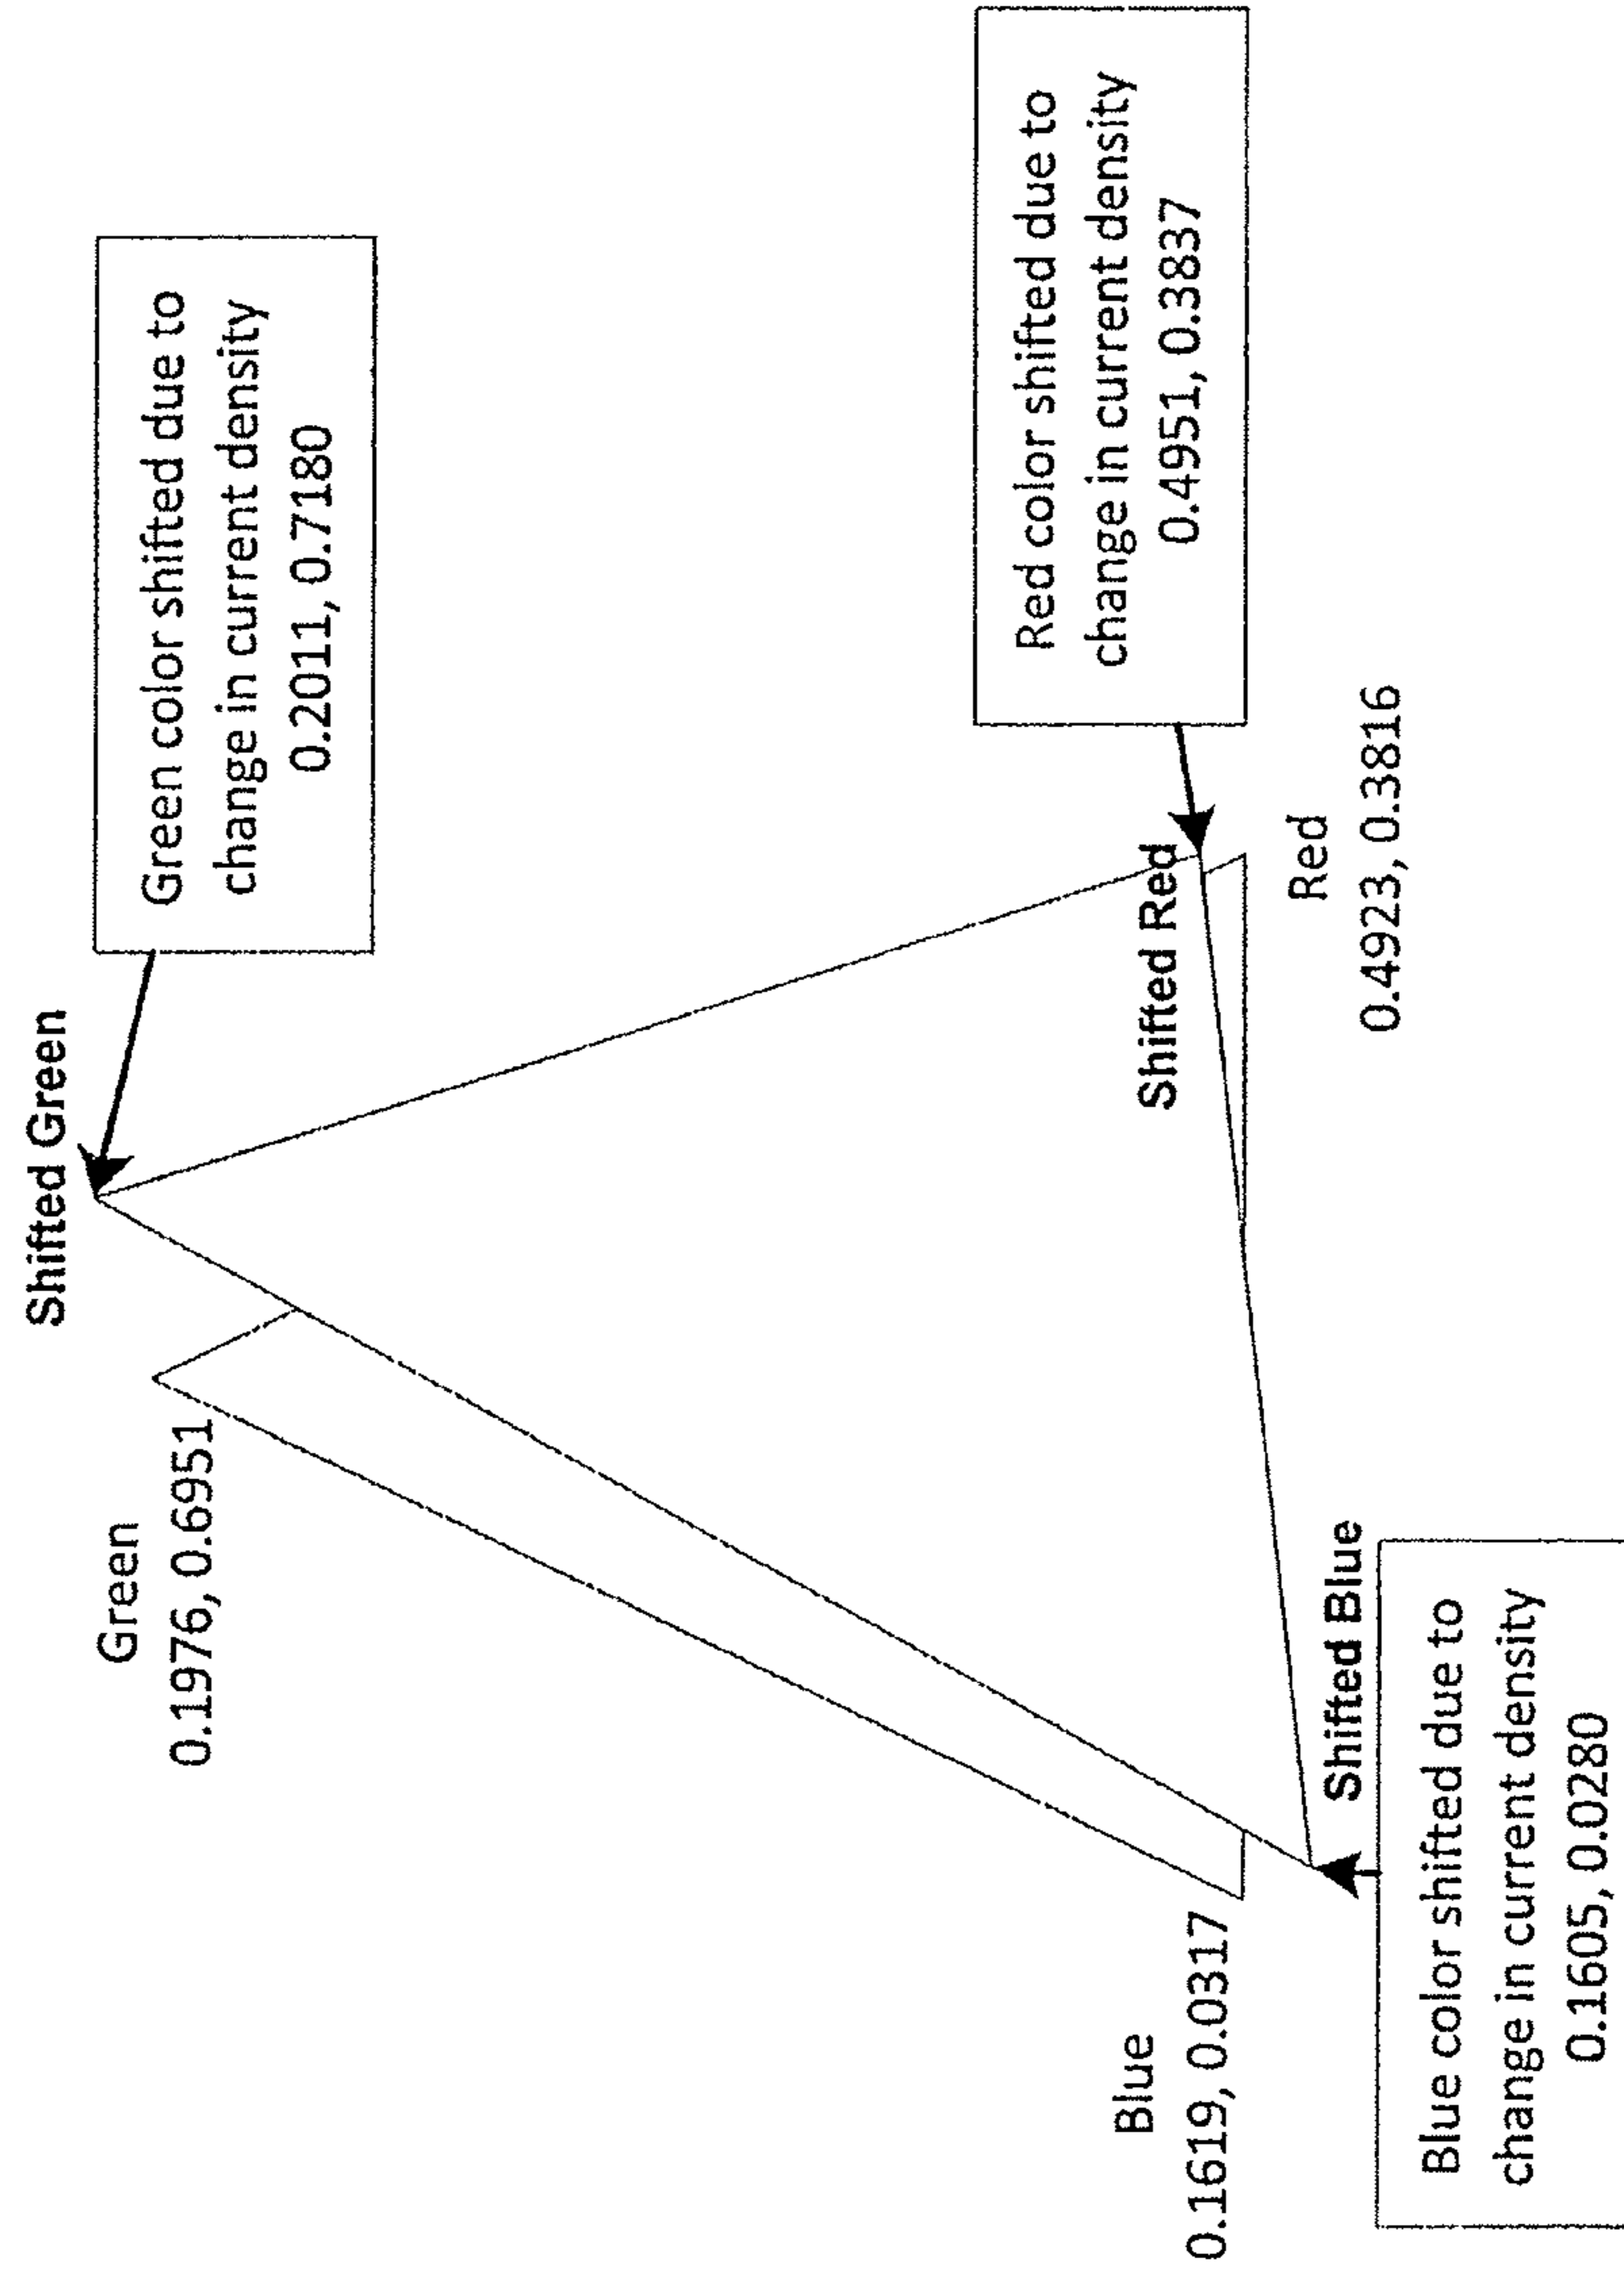 Shifted Green
Green
0.1976, 0.6951
Green color shifted due to
change in current density
0.2011, 0.7180
Blue
0.1619, 0.0317
Shifted Red
Red color shifted due to
change in current density
0.4951, 0.3837
Red
0.4923, 0.3816
Shifted Blue
Blue color shifted due to
change in current density
0.1605, 0.0280